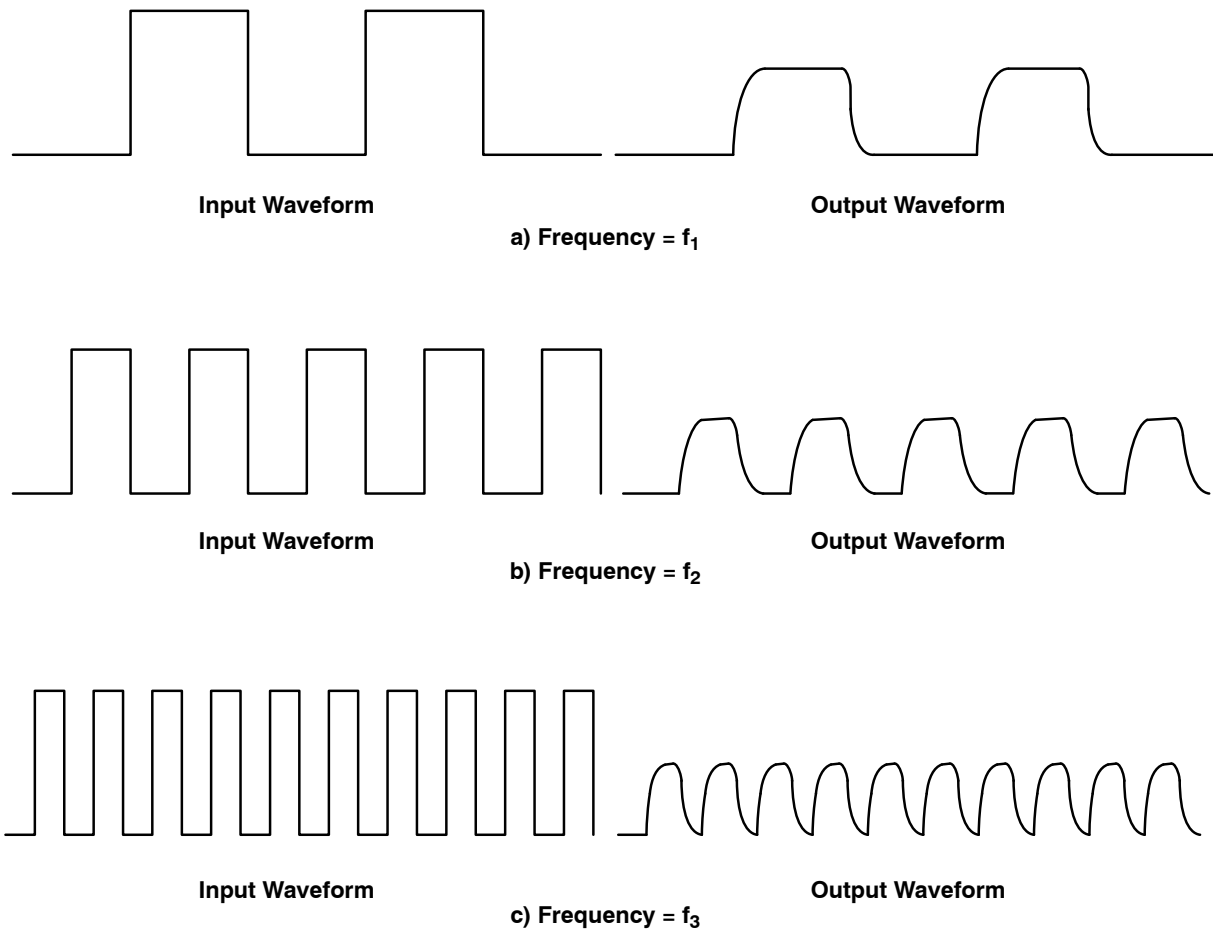 Input Waveform
Output Waveform
a) Frequency = f₁
Input Waveform
Output Waveform
b) Frequency = f₂
Input Waveform
Output Waveform
c) Frequency = f₃